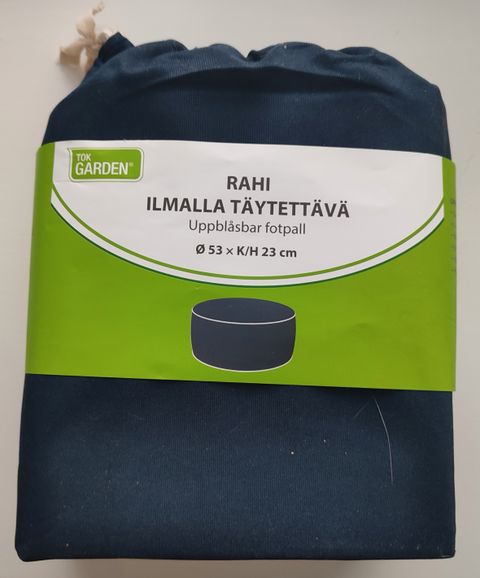 TOK
GARDEN®
RAHI
ILMALLA TÄYTETTÄVÄ
Uppblåsbar fotpall
Ø 53 × K/H 23 cm